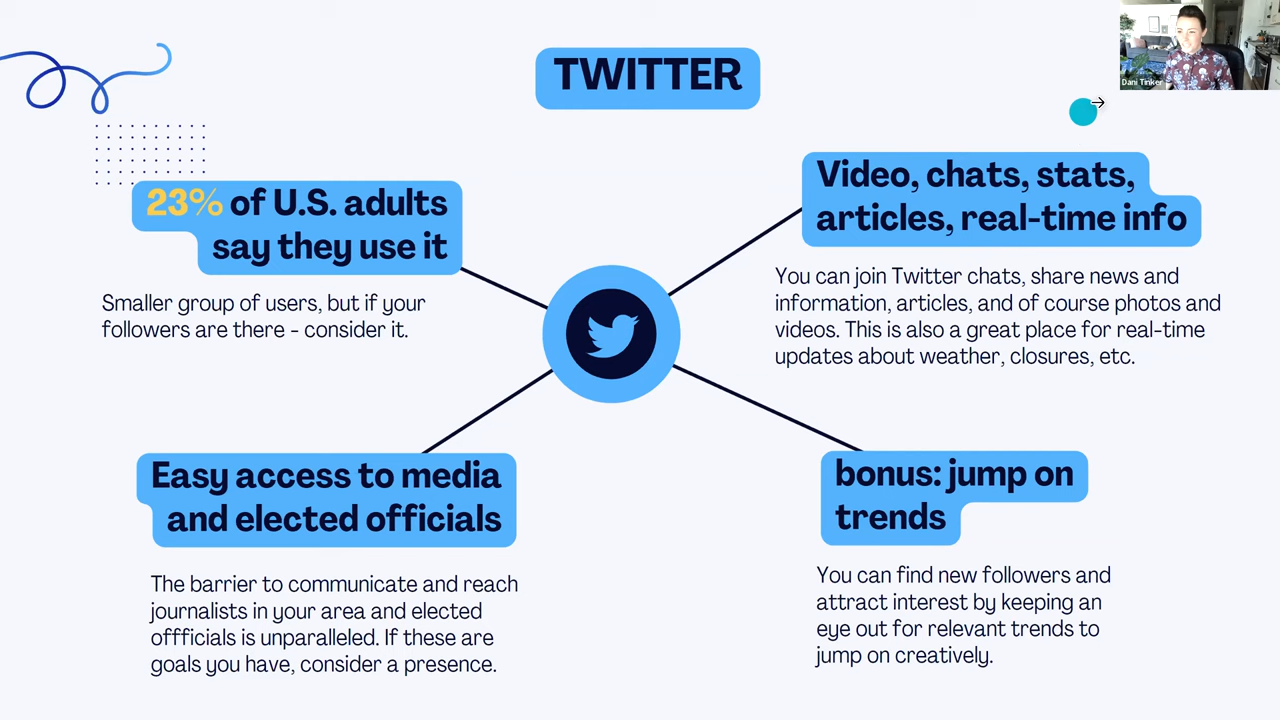 TWITTER
Dani Tinker
23% of U.S. adults
say they use it
Smaller group of users, but if your
followers are there - consider it.
Video, chats, stats,
articles, real-time info
You can join Twitter chats, share news and
information, articles, and of course photos and
videos. This is also a great place for real-time
updates about weather, closures, etc.
Easy access to media
and elected officials
The barrier to communicate and reach
journalists in your area and elected
offficials is unparalleled. If these are
goals you have, consider a presence.
bonus: jump on
trends
You can find new followers and
attract interest by keeping an
eye out for relevant trends to
jump on creatively.